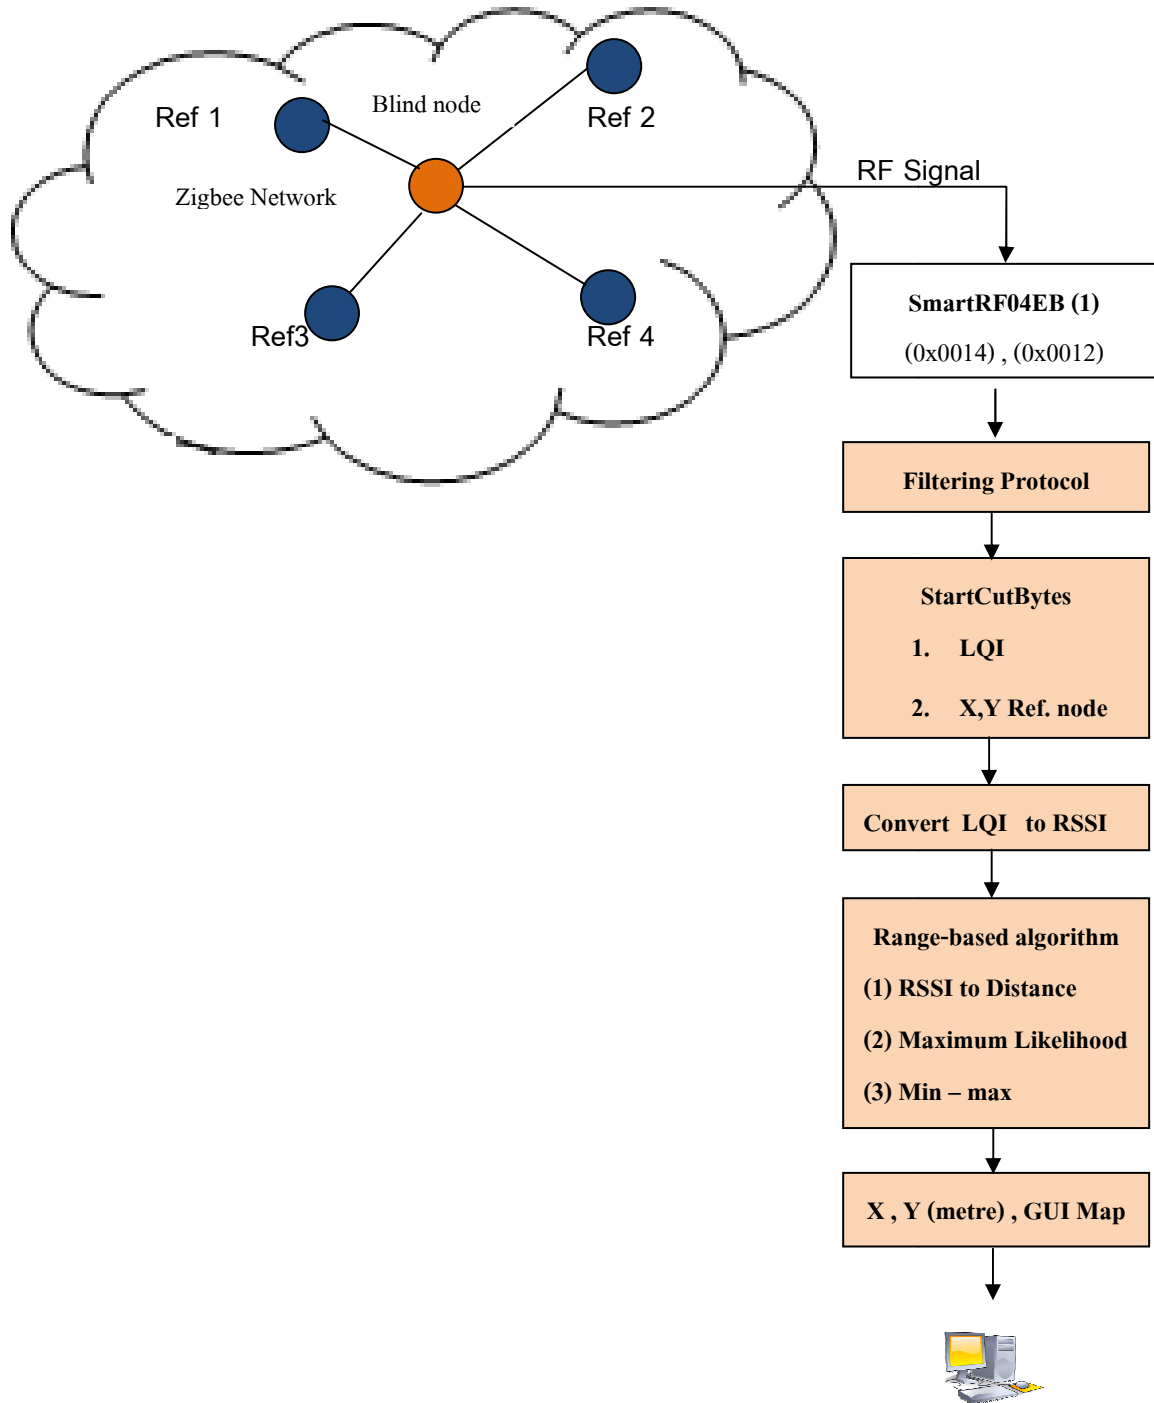 Ref 1
Blind node
Ref 2
Zigbee Network
RF Signal
Ref3
Ref 4
SmartRF04EB (1)
(0x0014) , (0x0012)
Filtering Protocol
StartCutBytes
1. LQI
2. X,Y Ref. node
Convert LQI to RSSI
Range-based algorithm
(1) RSSI to Distance
(2) Maximum Likelihood
(3) Min – max
X , Y (metre) , GUI Map